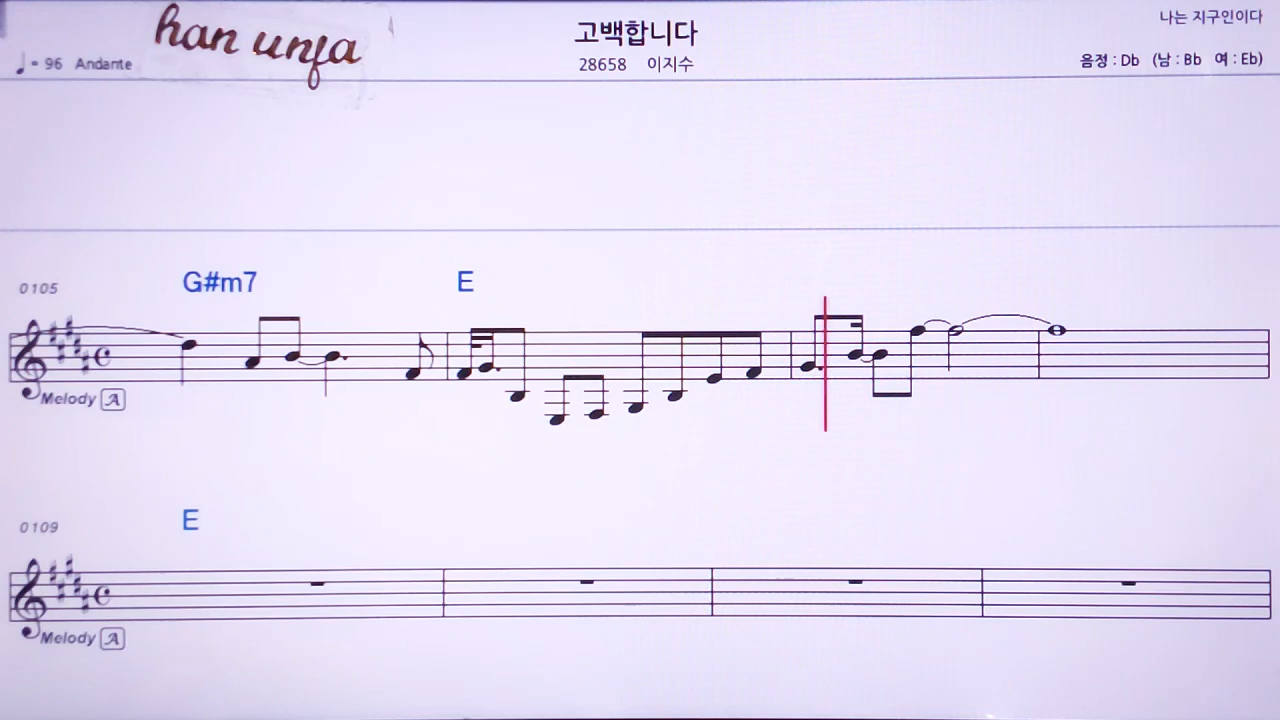 han unfa
♩= 96 Andante
고백합니다
28658 이지수
나는 지구인이다
음정 : Db (남 : Bb 여 : Eb)
0105
G#m7 E
Melody A
0109
E
Melody A